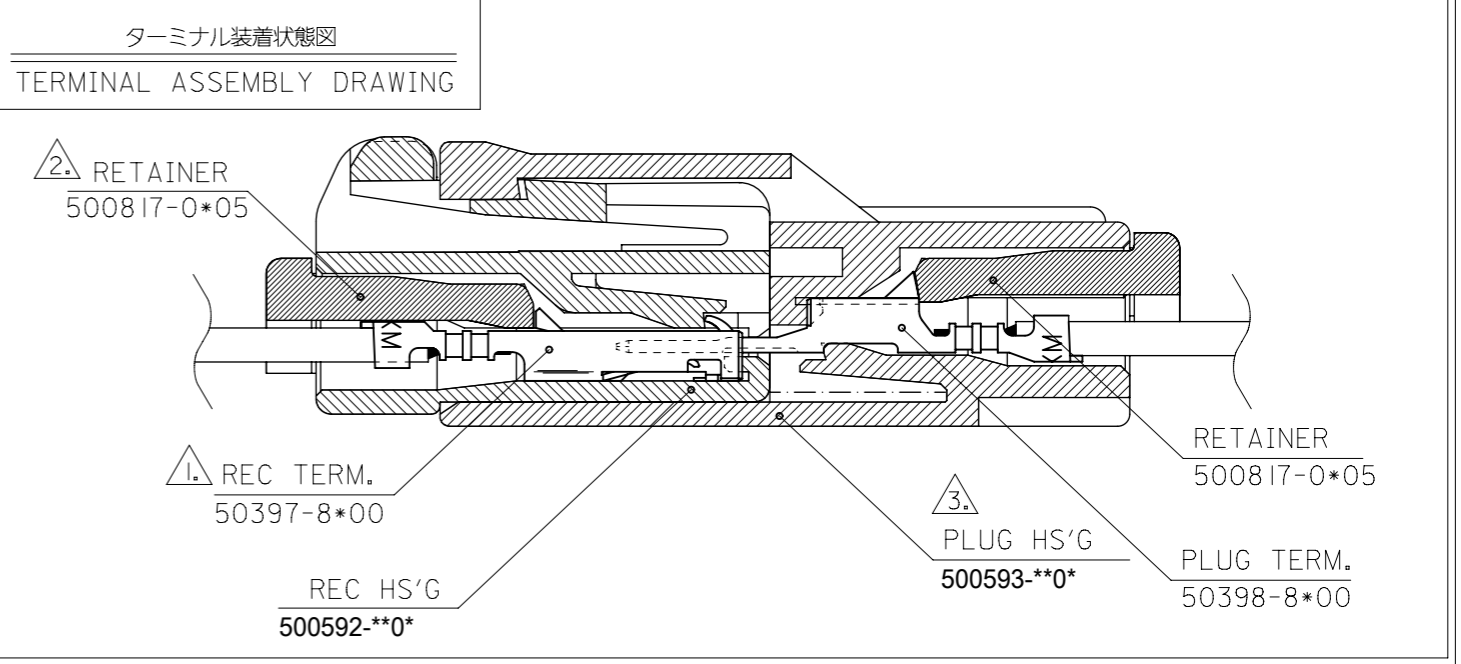 ターミナル装着状態図
TERMINAL ASSEMBLY DRAWING
2. RETAINER
500817-0*05
1. REC TERM.
50397-8*00
REC HS'G
500592-**0*
3.
PLUG HS'G
500593-**0*
RETAINER
500817-0*05
PLUG TERM.
50398-8*00